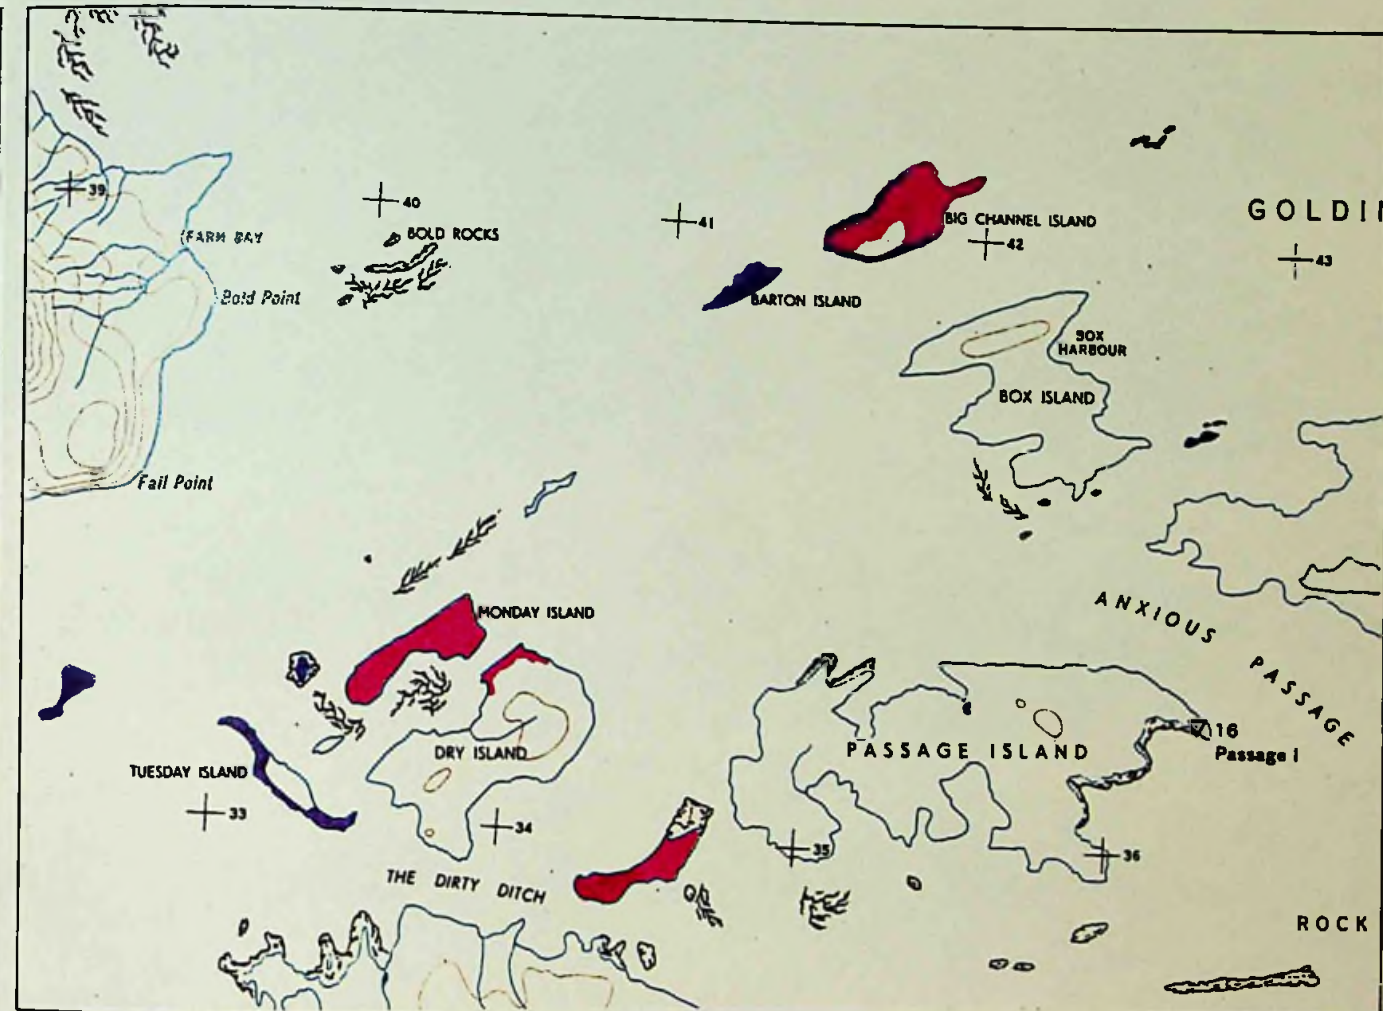 39
40
41
GOLDI
BIG CHANNEL ISLAND
42
43
FARM BAY
BOLD ROCKS
Bold Point
BARTON ISLAND
BOX
HARBOUR
BOX ISLAND
Fail Point
MONDAY ISLAND
ANXIOUS PASSAGE
16
Passage I
PASSAGE ISLAND
DRY ISLAND
TUESDAY ISLAND
33
34
35
36
THE DIRTY DITCH
ROCK